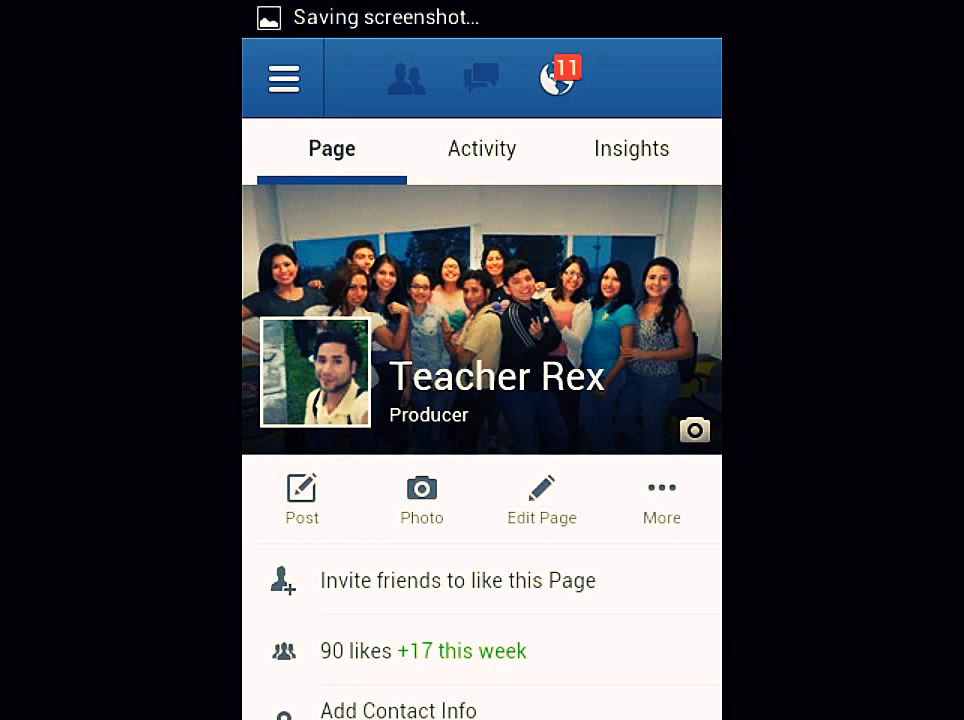 Saving screenshot...
11
Page Activity Insights
Teacher Rex
Producer
Post Photo Edit Page More
Invite friends to like this Page
90 likes +17 this week
Add Contact Info